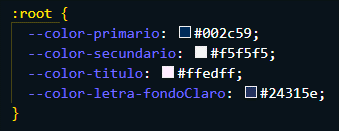 :root {
--color-primario: #002c59;
--color-secundario: #f5f5f5;
--color-titulo: #ffedff;
--color-letra-fondoClaro: #24315e;
}